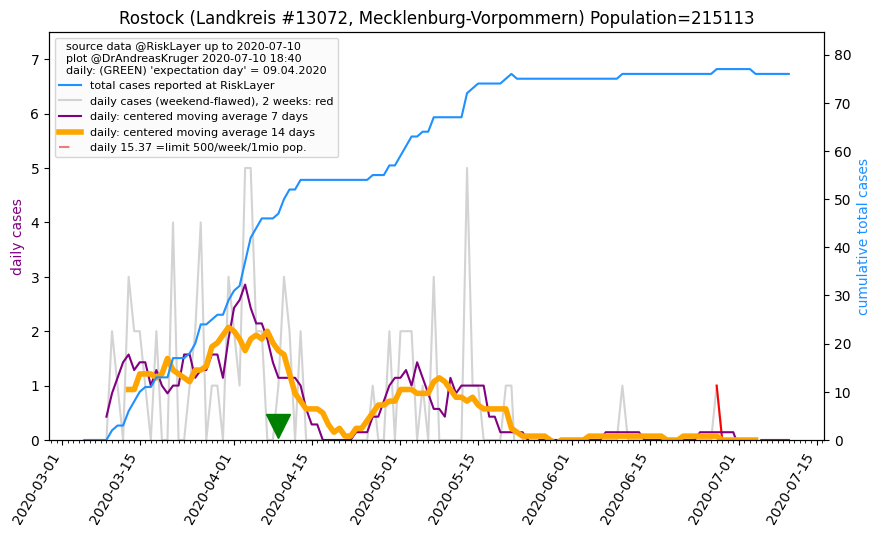 Rostock (Landkreis #13072, Mecklenburg-Vorpommern) Population=215113
source data @RiskLayer up to 2020-07-10
plot @DrAndreasKruger 2020-07-10 18:40
daily: (GREEN) 'expectation day' = 09.04.2020
total cases reported at RiskLayer
daily cases (weekend-flawed), 2 weeks: red
daily: centered moving average 7 days
daily: centered moving average 14 days
daily 15.37 =limit 500/week/1mio pop.
daily cases
7
6
5
4
3
2
1
0
cumulative total cases
80
70
60
50
40
30
20
10
0
2020-03-01
2020-03-15
2020-04-01
2020-04-15
2020-05-01
2020-05-15
2020-06-01
2020-06-15
2020-07-01
2020-07-15